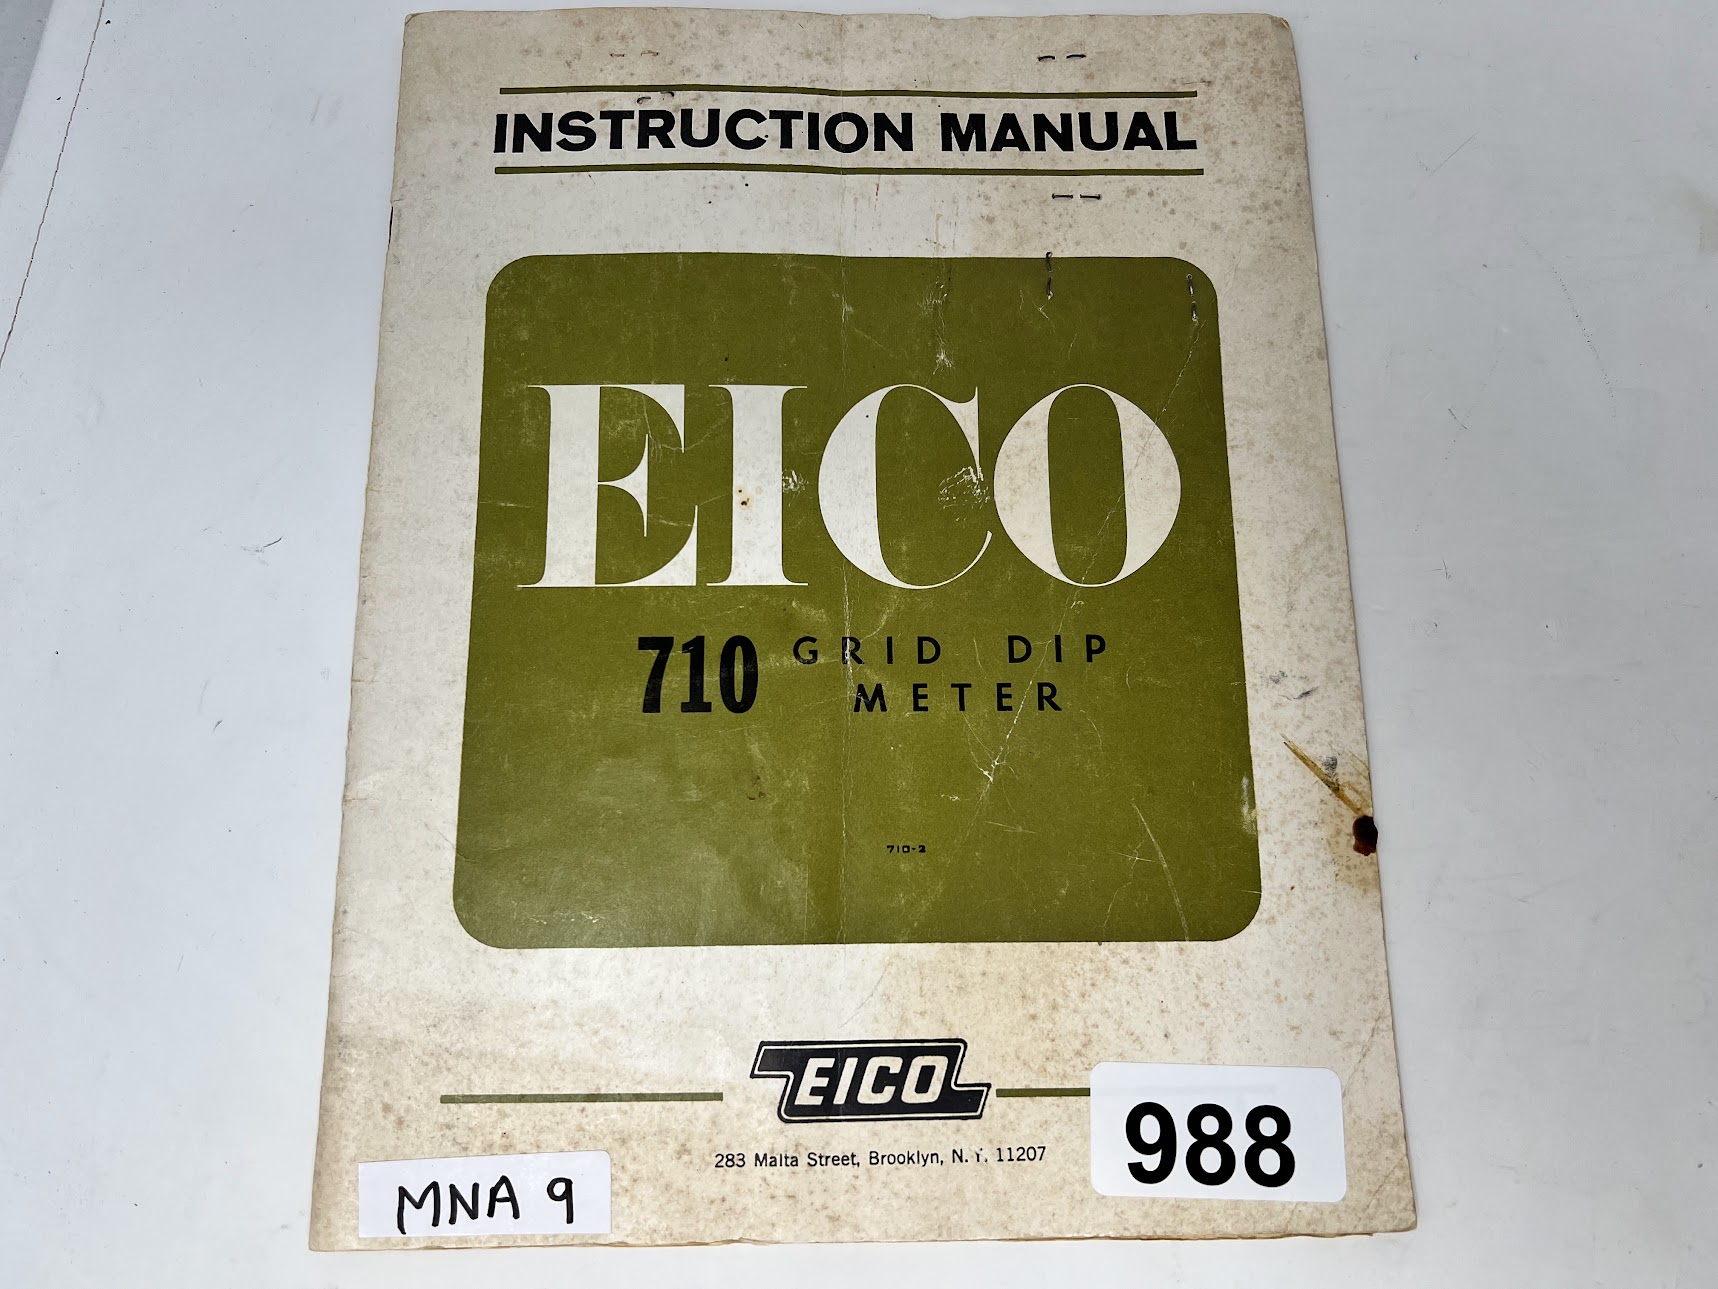 INSTRUCTION MANUAL
EICO
710 GRID DIP
METER
710-2
EICO
283 Malta Street, Brooklyn, N.Y. 11207
988
MNA 9